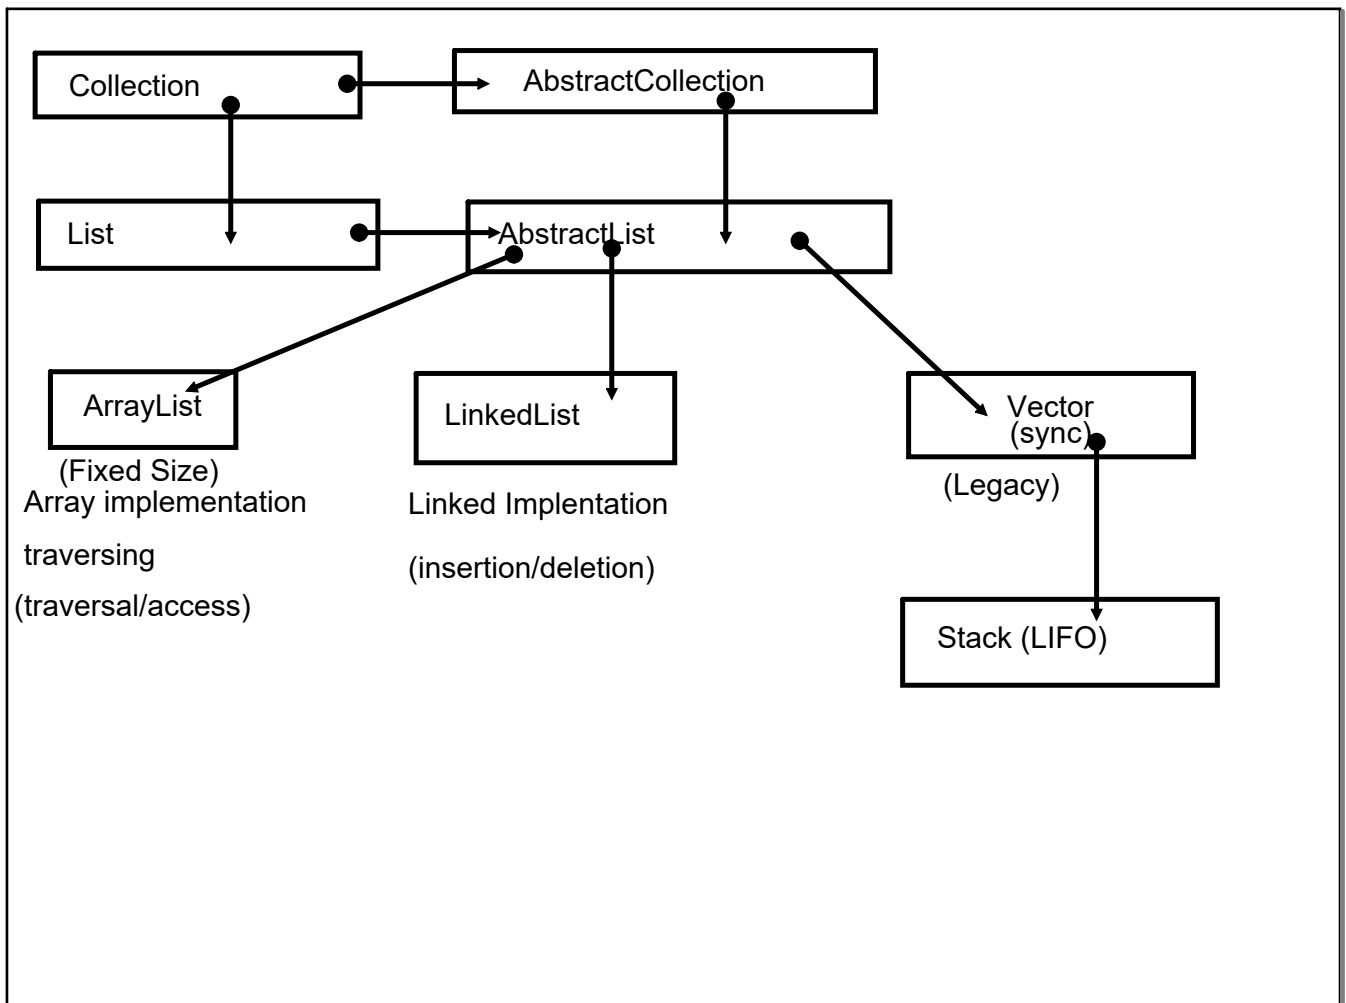 Collection
AbstractCollection
List
AbstractList
ArrayList
LinkedList
Vector
(sync)
(Fixed Size)
Array implementation
traversing
(traversal/access)
Linked Implentation
(insertion/deletion)
(Legacy)
Stack (LIFO)